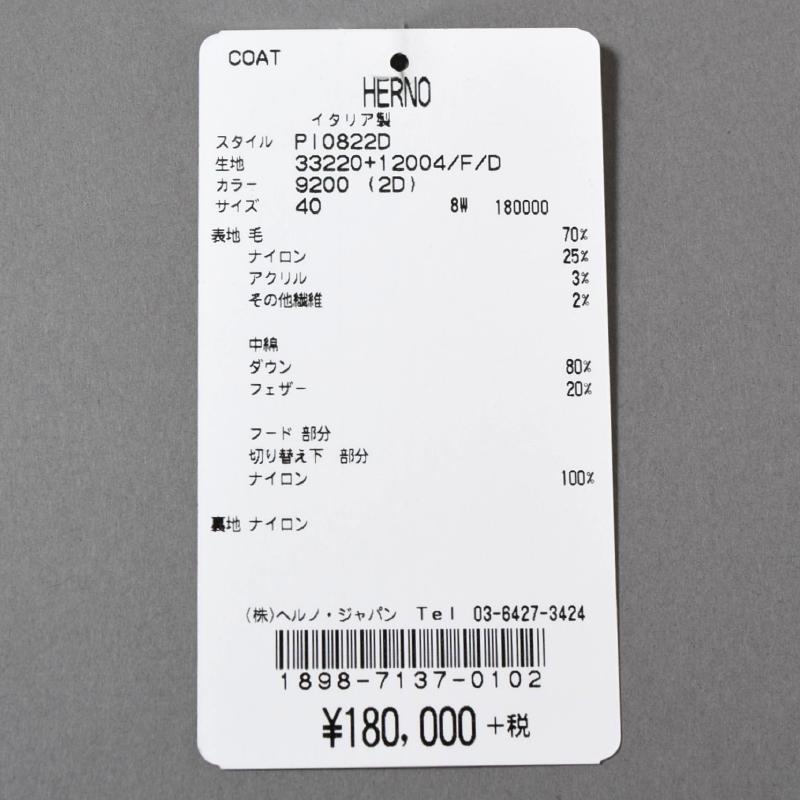 COAT
HERNO
イタリア製
スタイル PI0822D
生地 33220+12004/F/D
カラー 9200 (2D)
サイズ 40 8W 180000
表地 毛 70%
ナイロン 25%
アクリル 3%
その他繊維 2%
中綿
ダウン 80%
フェザー 20%
フード 部分
切り替え下 部分
ナイロン 100%
裏地 ナイロン
(株)ヘルノ・ジャパン Tel 03-6427-3424
1898-7137-0102
¥180,000+税